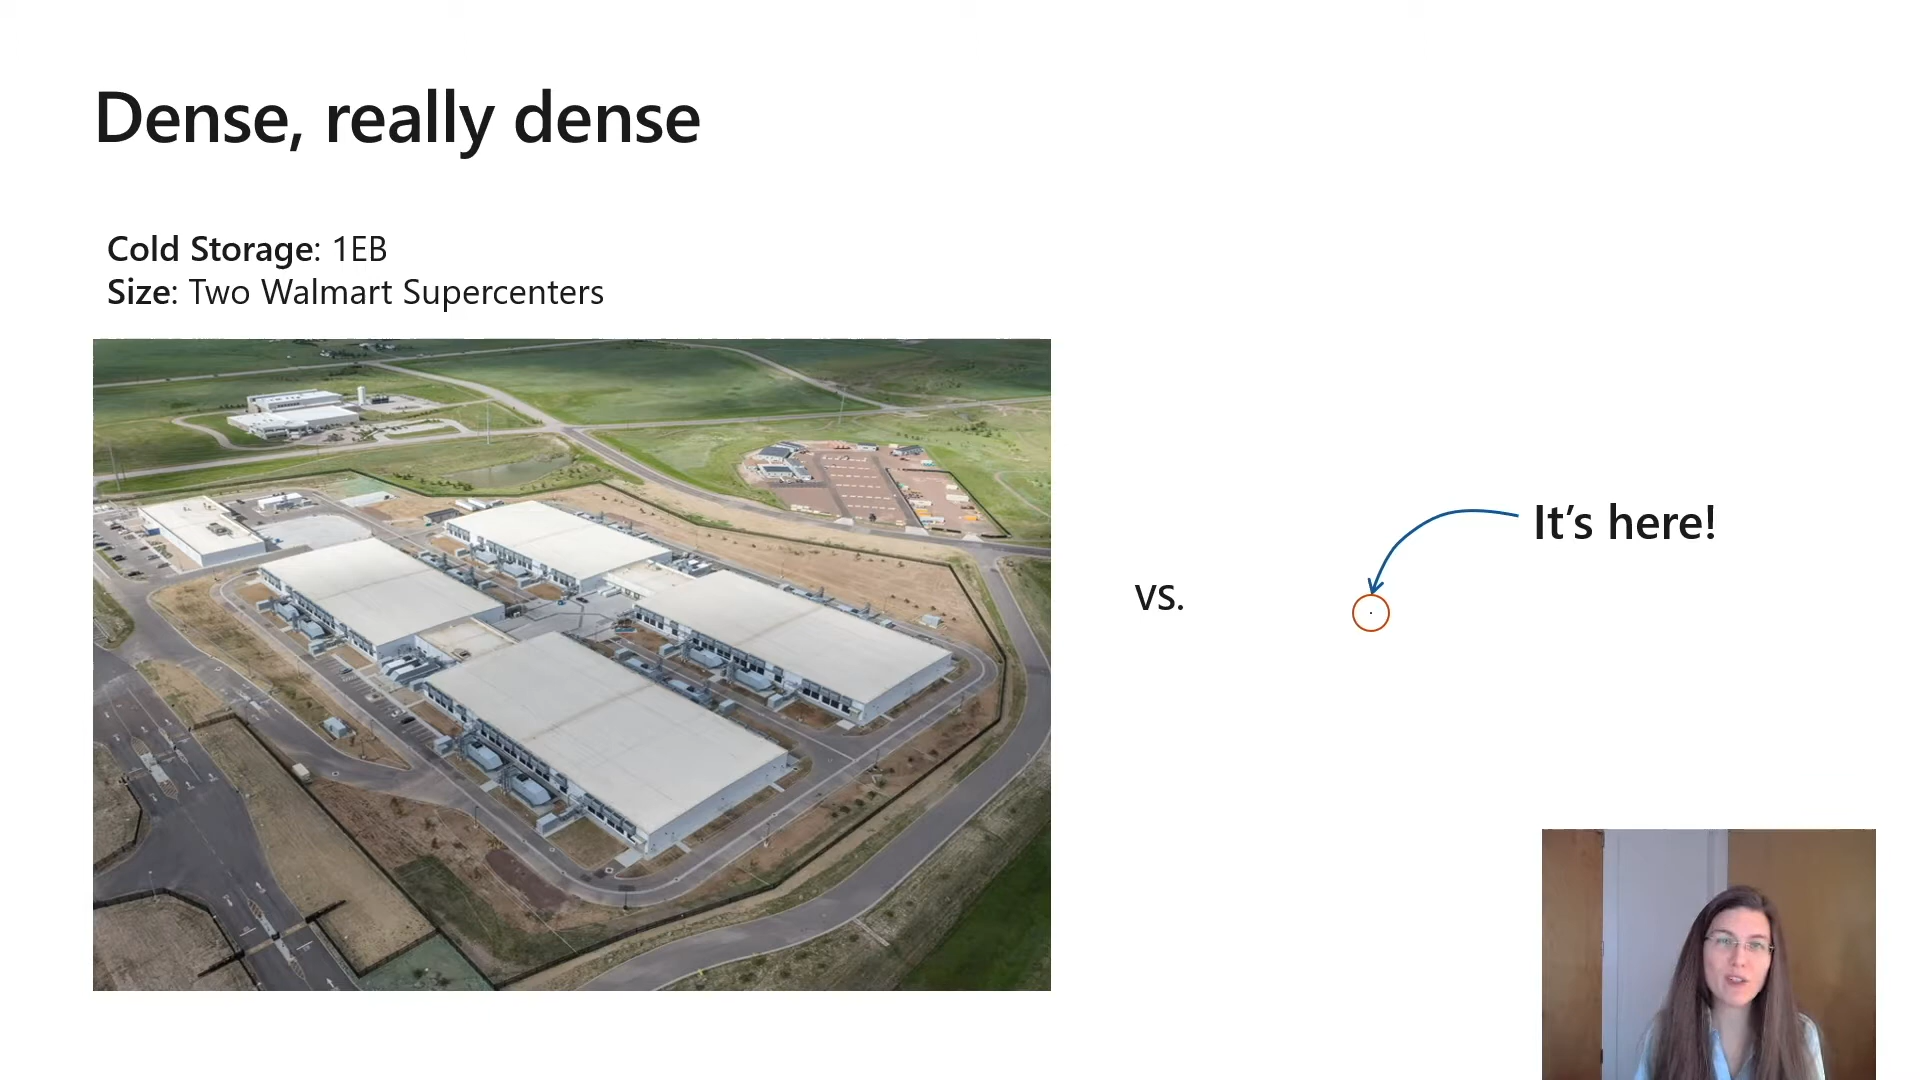 Dense, really dense
Cold Storage: 1EB
Size: Two Walmart Supercenters
vs.
It’s here!